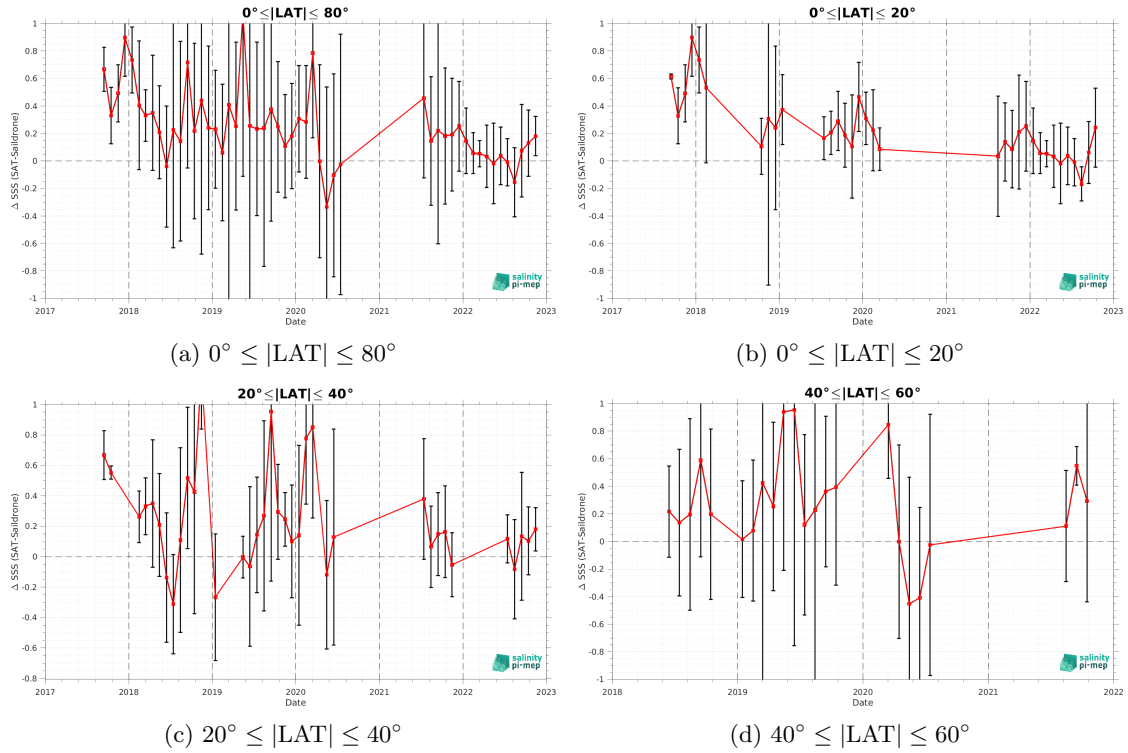 0°≤|LAT|≤ 80°
Δ SSS (SAT-Saildrone)
1
0.8
0.6
0.4
0.2
0
-0.2
-0.4
-0.6
-0.8
-1
2017 2018 2019 2020 2021 2022 2023
Date
salinity
pi-mep
(a) 0° ≤ |LAT| ≤ 80°
0°≤|LAT|≤ 20°
Δ SSS (SAT-Saildrone)
1
0.8
0.6
0.4
0.2
0
-0.2
-0.4
-0.6
-0.8
-1
2017 2018 2019 2020 2021 2022 2023
Date
salinity
pi-mep
(b) 0° ≤ |LAT| ≤ 20°
20°≤|LAT|≤ 40°
Δ SSS (SAT-Saildrone)
1
0.8
0.6
0.4
0.2
0
-0.2
-0.4
-0.6
-0.8
2017 2018 2019 2020 2021 2022 2023
Date
salinity
pi-mep
(c) 20° ≤ |LAT| ≤ 40°
40°≤|LAT|≤ 60°
Δ SSS (SAT-Saildrone)
1
0.8
0.6
0.4
0.2
0
-0.2
-0.4
-0.6
-0.8
-1
2018 2019 2020 2021 2022
Date
salinity
pi-mep
(d) 40° ≤ |LAT| ≤ 60°